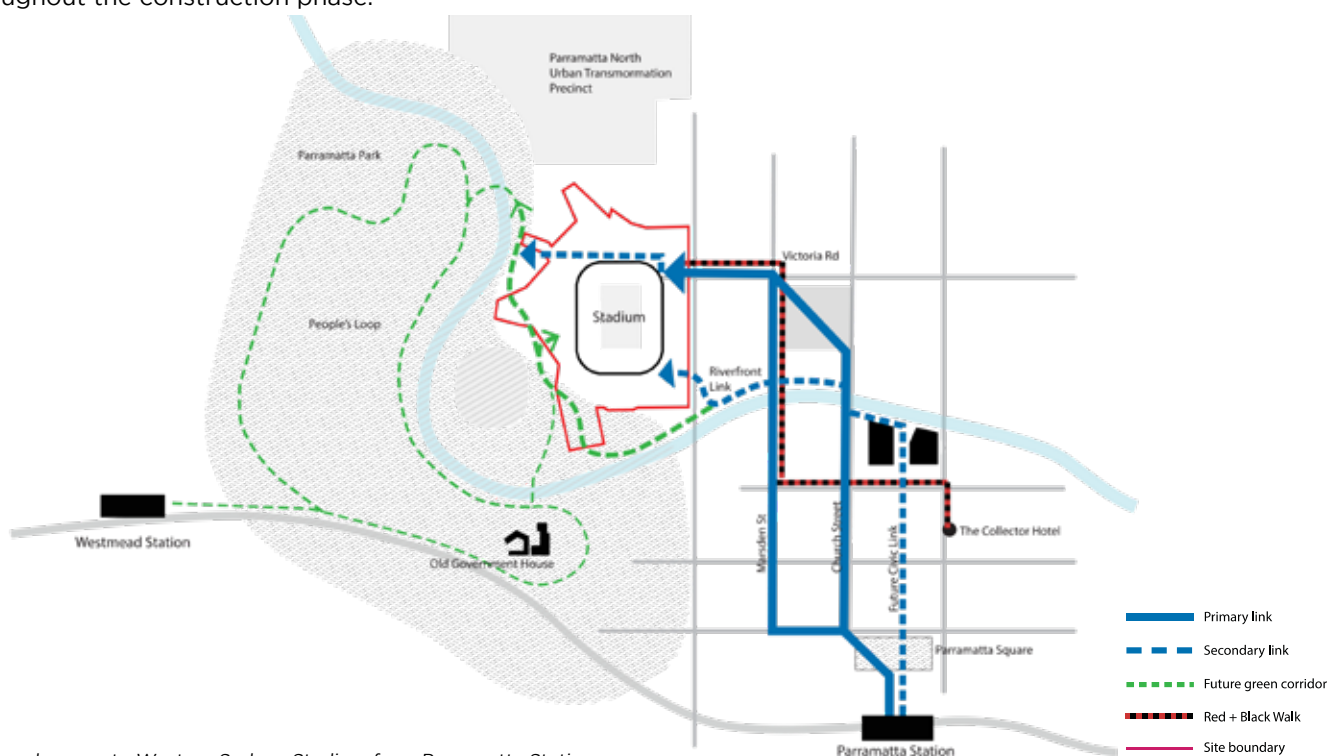 ughout the construction phase.
Parramatta North
Urban Transmormation
Precinct
Parramatta Park
Victoria Rd
People's Loop
Stadium
Riverfront
Link
Westmead Station
Old Government House
Marsden St
Church Street
Future Civic Link
The Collector Hotel
Parramatta Square
Parramatta Station
Primary link
Secondary link
Future green corridor
Red + Black Walk
Site boundary